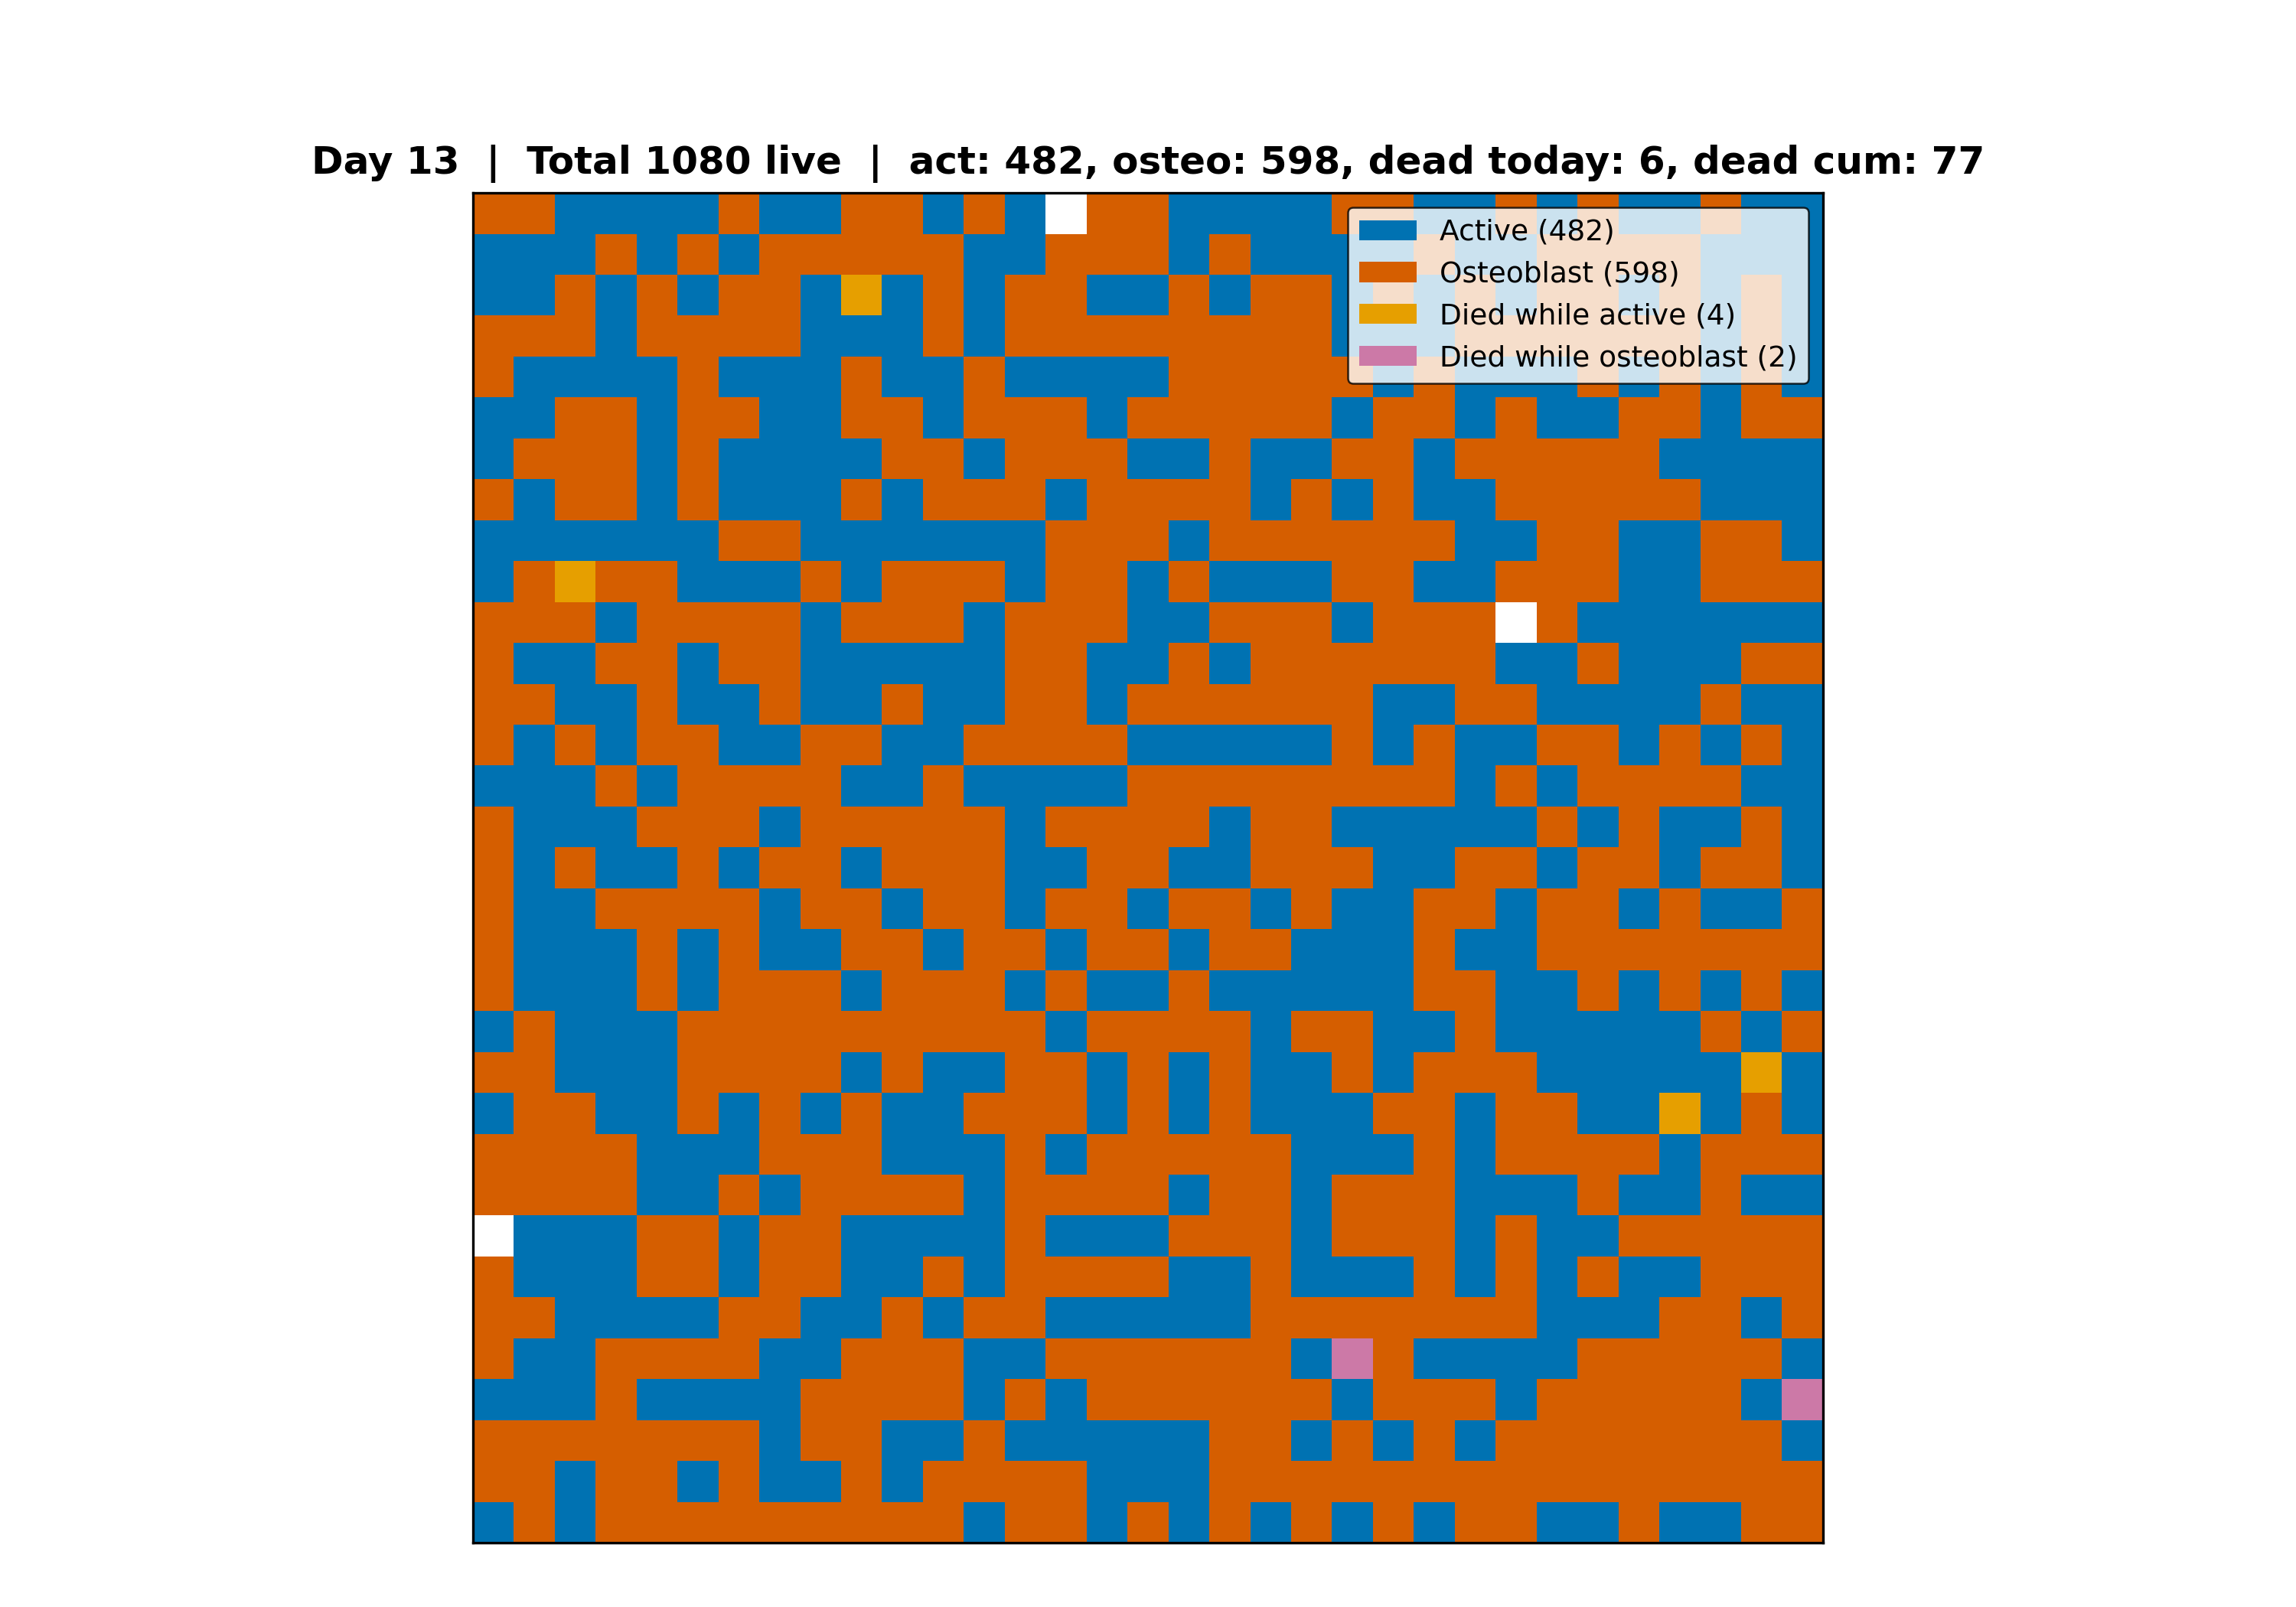 Day 13 | Total 1080 live | act: 482, osteo: 598, dead today: 6, dead cum: 77
Active (482)
Osteoblast (598)
Died while active (4)
Died while osteoblast (2)